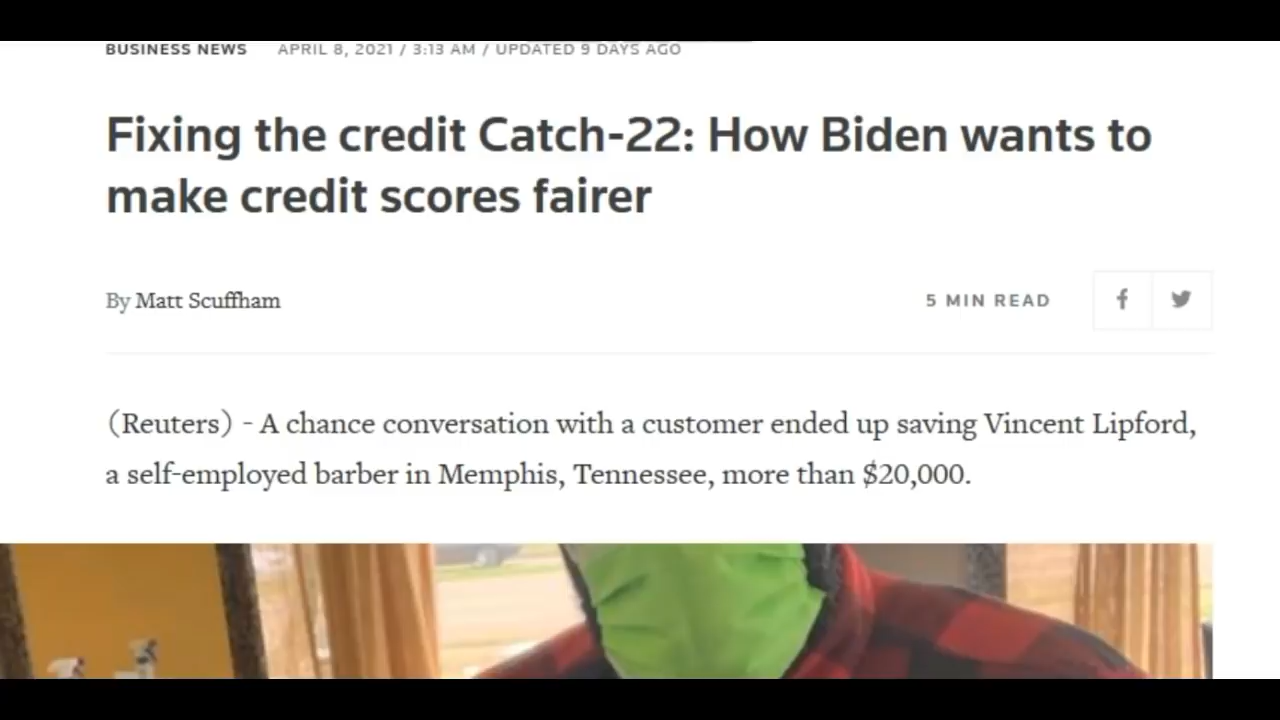 BUSINESS NEWS APRIL 8, 2021 / 3:13 AM / UPDATED 9 DAYS AGO
Fixing the credit Catch-22: How Biden wants to
make credit scores fairer
By Matt Scuffham 5 MIN READ
(Reuters) - A chance conversation with a customer ended up saving Vincent Lipford,
a self-employed barber in Memphis, Tennessee, more than $20,000.